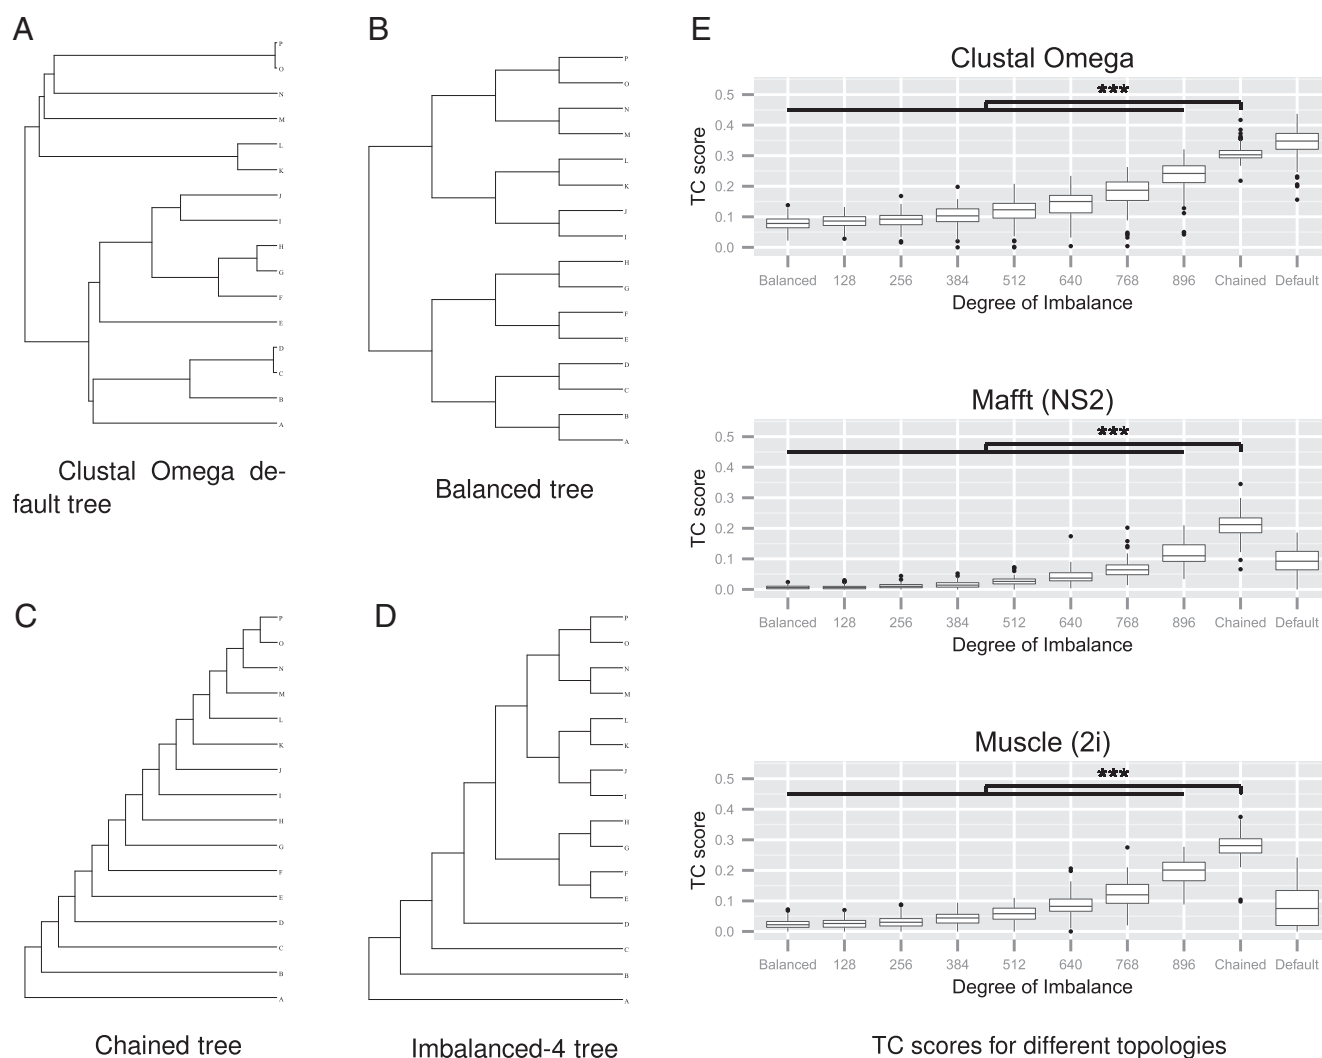 A
P
O
N
M
L
K
J
I
H
G
F
E
D
C
B
A
Clustal Omega de-
fault tree
B
P
O
N
M
L
K
J
I
H
G
F
E
D
C
B
A
Balanced tree
C
P
O
N
M
L
K
J
I
H
G
F
E
D
C
B
A
Chained tree
D
P
O
N
M
L
K
J
I
H
G
F
E
D
C
B
A
Imbalanced-4 tree
E
Clustal Omega
***
TC score
0.5
0.4
0.3
0.2
0.1
0.0
Balanced 128 256 384 512 640 768 896 Chained Default
Degree of Imbalance
Mafft (NS2)
***
TC score
0.5
0.4
0.3
0.2
0.1
0.0
Balanced 128 256 384 512 640 768 896 Chained Default
Degree of Imbalance
Muscle (2i)
***
TC score
0.5
0.4
0.3
0.2
0.1
0.0
Balanced 128 256 384 512 640 768 896 Chained Default
Degree of Imbalance
TC scores for different topologies